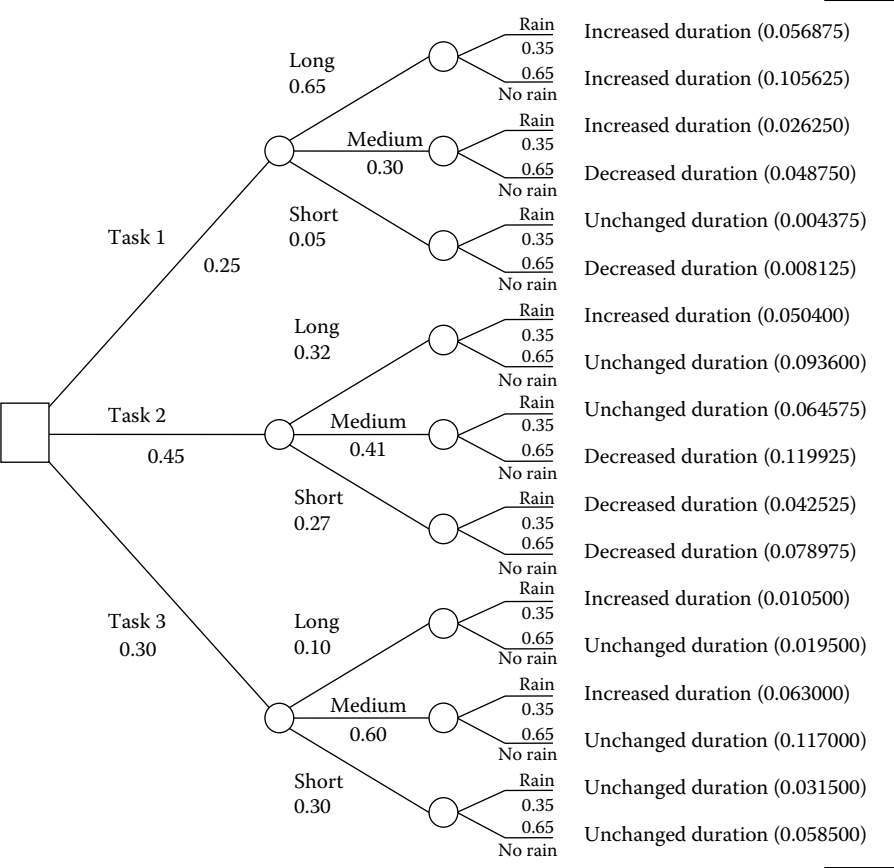 Rain
Increased duration (0.056875)
0.35
Long
0.65
0.65
Increased duration (0.105625)
No rain
Rain
Increased duration (0.026250)
0.35
Medium
0.30
0.65
Decreased duration (0.048750)
No rain
Rain
Unchanged duration (0.004375)
0.35
Short
0.05
0.65
Decreased duration (0.008125)
No rain
Task 1
0.25
Rain
Increased duration (0.050400)
0.35
Long
0.32
0.65
Unchanged duration (0.093600)
No rain
Rain
Unchanged duration (0.064575)
0.35
Task 2
0.45
Medium
0.41
0.65
Decreased duration (0.119925)
No rain
Rain
Decreased duration (0.042525)
0.35
Short
0.27
0.65
Decreased duration (0.078975)
No rain
Rain
Increased duration (0.010500)
0.35
Task 3
0.30
Long
0.10
0.65
Unchanged duration (0.019500)
No rain
Rain
Increased duration (0.063000)
0.35
Medium
0.60
0.65
Unchanged duration (0.117000)
No rain
Rain
Unchanged duration (0.031500)
0.35
Short
0.30
0.65
Unchanged duration (0.058500)
No rain